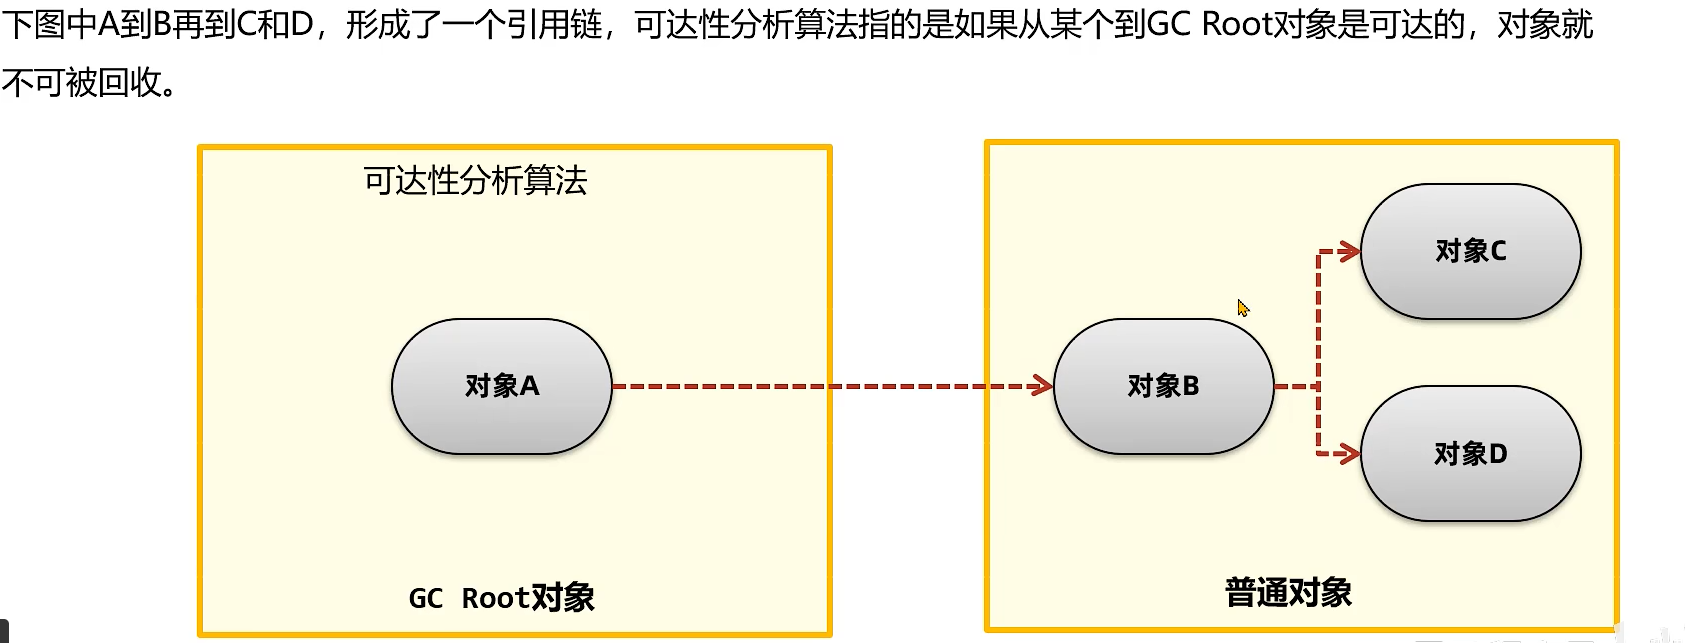 下图中A到B再到C和D，形成了一个引用链，可达性分析算法指的是如果从某个到GC Root对象是可达的，对象就
不可被回收。
可达性分析算法
对象C
对象A
对象B
对象D
GC Root对象
普通对象